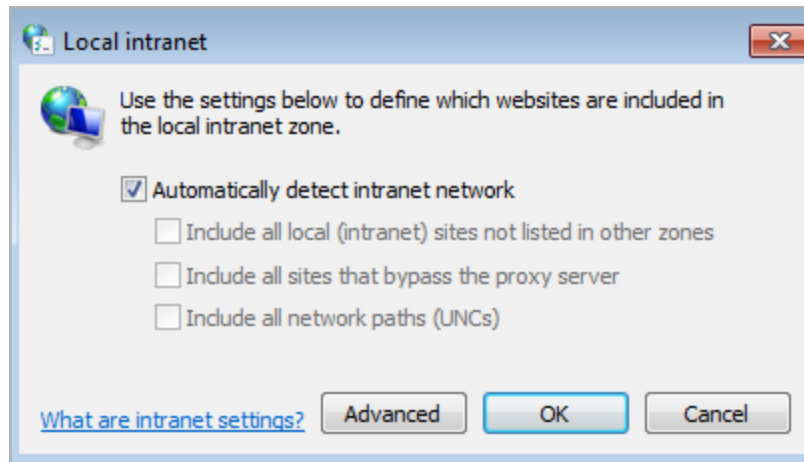 Local intranet
Use the settings below to define which websites are included in
the local intranet zone.
Automatically detect intranet network
Include all local (intranet) sites not listed in other zones
Include all sites that bypass the proxy server
Include all network paths (UNCs)
What are intranet settings? Advanced OK Cancel